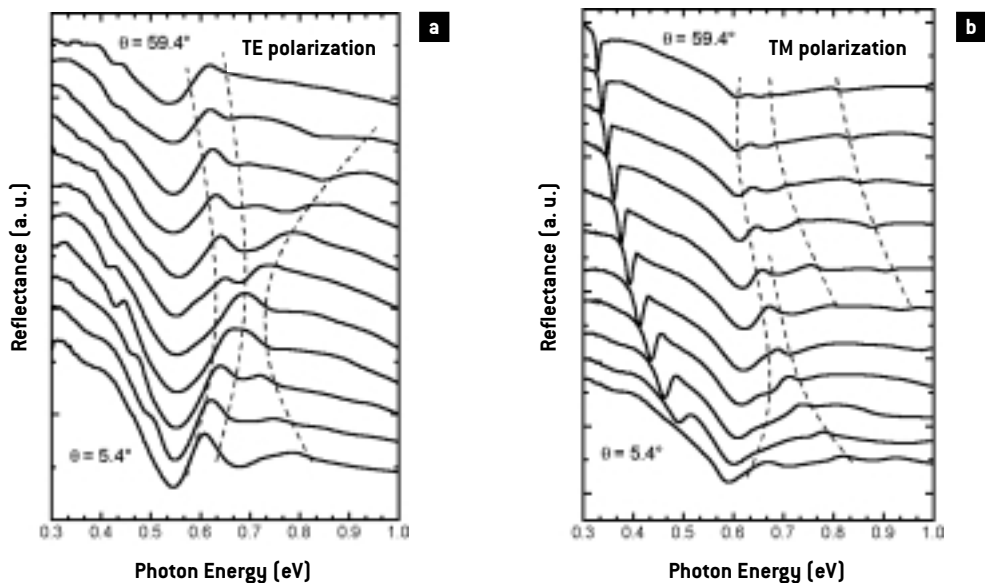 a
θ = 59.4°
TE polarization
Reflectance (a. u.)
θ = 5.4°
0.3 0.4 0.5 0.6 0.7 0.8 0.9 1.0
Photon Energy (eV)
b
θ = 59.4°
TM polarization
Reflectance (a. u.)
θ = 5.4°
0.3 0.4 0.5 0.6 0.7 0.8 0.9 1.0
Photon Energy (eV)